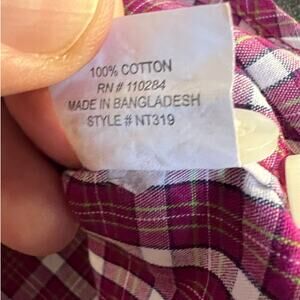 100% COTTON
RN # 110284
MADE IN BANGLADESH
STYLE # NT319